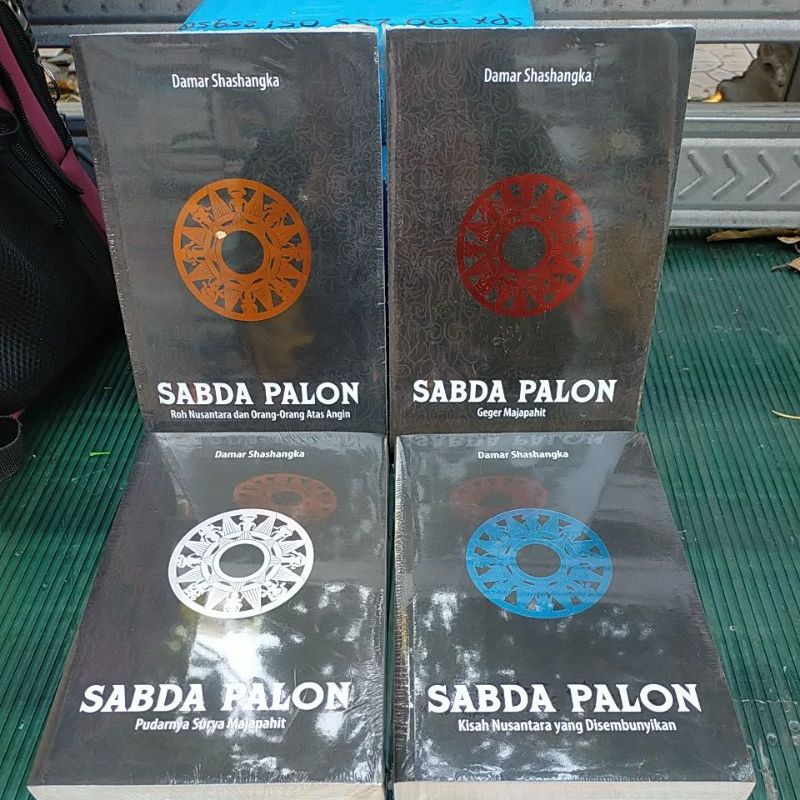 Damar Shashangka
SABDA PALON
Roh Nusantara dan Orang-Orang Atas Angin
Damar Shashangka
SABDA PALON
Geger Majapahit
Damar Shashangka
SABDA PALON
Pudarnya Surya Majapahit
Damar Shashangka
SABDA PALON
Kisah Nusantara yang Disembunyikan